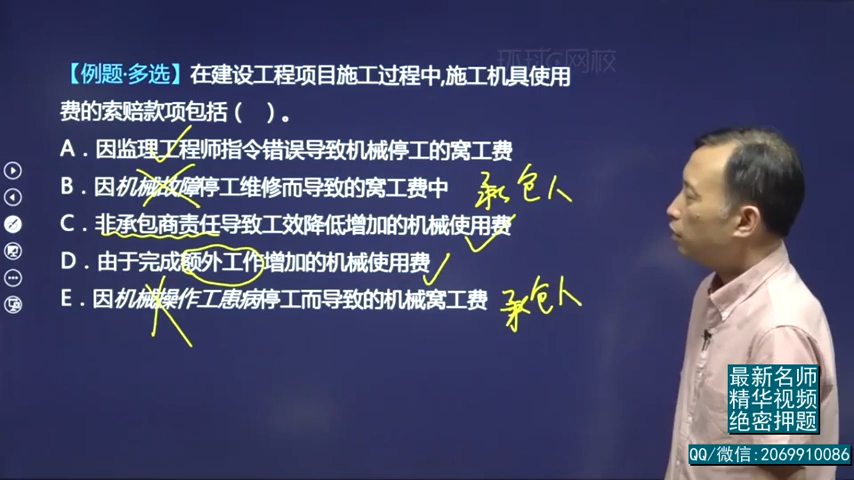 环球网校
【例题·多选】在建设工程项目施工过程中,施工机具使用
费的索赔款项包括（ ）。
A．因监理工程师指令错误导致机械停工的窝工费
B．因机械故障停工维修而导致的窝工费中 承包人
C．非承包商责任导致工效降低增加的机械使用费
D．由于完成额外工作增加的机械使用费
E．因机械操作工患病停工而导致的机械窝工费 承包人
最新名师
精华视频
绝密押题
QQ/微信:2069910086